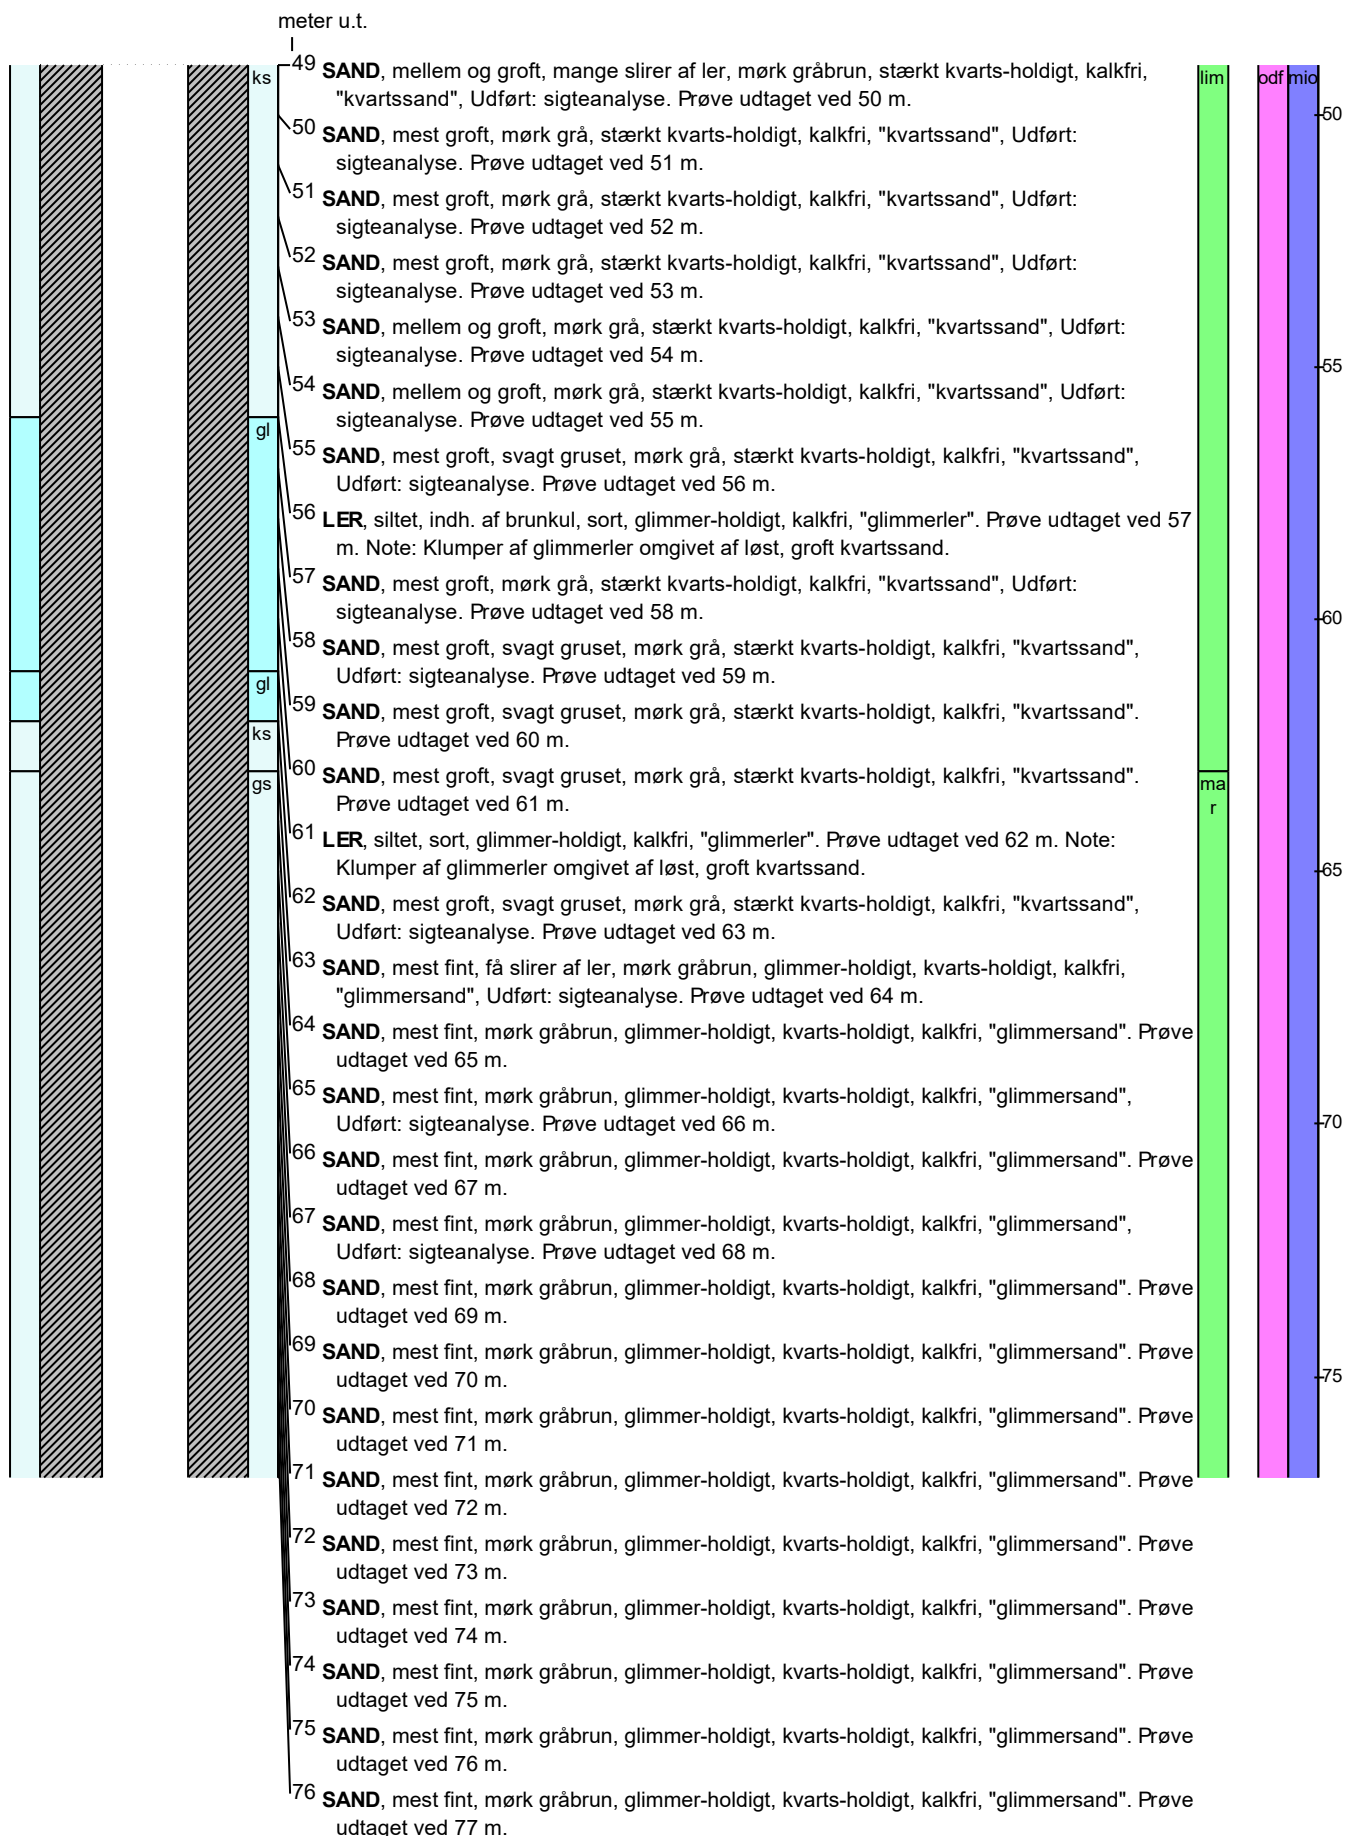 meter u.t.
ks
lim
odf
mio
49 SAND, mellem og groft, mange slirer af ler, mørk gråbrun, stærkt kvarts-holdigt, kalkfri,
"kvartssand", Udført: sigteanalyse. Prøve udtaget ved 50 m.
50
50 SAND, mest groft, mørk grå, stærkt kvarts-holdigt, kalkfri, "kvartssand", Udført:
sigteanalyse. Prøve udtaget ved 51 m.
51 SAND, mest groft, mørk grå, stærkt kvarts-holdigt, kalkfri, "kvartssand", Udført:
sigteanalyse. Prøve udtaget ved 52 m.
52 SAND, mest groft, mørk grå, stærkt kvarts-holdigt, kalkfri, "kvartssand", Udført:
sigteanalyse. Prøve udtaget ved 53 m.
53 SAND, mellem og groft, mørk grå, stærkt kvarts-holdigt, kalkfri, "kvartssand", Udført:
sigteanalyse. Prøve udtaget ved 54 m.
55
54 SAND, mellem og groft, mørk grå, stærkt kvarts-holdigt, kalkfri, "kvartssand", Udført:
sigteanalyse. Prøve udtaget ved 55 m.
gl
55 SAND, mest groft, svagt gruset, mørk grå, stærkt kvarts-holdigt, kalkfri, "kvartssand",
Udført: sigteanalyse. Prøve udtaget ved 56 m.
56 LER, siltet, indh. af brunkul, sort, glimmer-holdigt, kalkfri, "glimmerler". Prøve udtaget ved 57
m. Note: Klumper af glimmerler omgivet af løst, groft kvartssand.
57 SAND, mest groft, mørk grå, stærkt kvarts-holdigt, kalkfri, "kvartssand", Udført:
sigteanalyse. Prøve udtaget ved 58 m.
60
58 SAND, mest groft, svagt gruset, mørk grå, stærkt kvarts-holdigt, kalkfri, "kvartssand",
Udført: sigteanalyse. Prøve udtaget ved 59 m.
gl
59 SAND, mest groft, svagt gruset, mørk grå, stærkt kvarts-holdigt, kalkfri, "kvartssand".
Prøve udtaget ved 60 m.
ks
60 SAND, mest groft, svagt gruset, mørk grå, stærkt kvarts-holdigt, kalkfri, "kvartssand".
Prøve udtaget ved 61 m.
gs
ma
r
61 LER, siltet, sort, glimmer-holdigt, kalkfri, "glimmerler". Prøve udtaget ved 62 m. Note:
Klumper af glimmerler omgivet af løst, groft kvartssand.
65
62 SAND, mest groft, svagt gruset, mørk grå, stærkt kvarts-holdigt, kalkfri, "kvartssand",
Udført: sigteanalyse. Prøve udtaget ved 63 m.
63 SAND, mest fint, få slirer af ler, mørk gråbrun, glimmer-holdigt, kvarts-holdigt, kalkfri,
"glimmersand", Udført: sigteanalyse. Prøve udtaget ved 64 m.
64 SAND, mest fint, mørk gråbrun, glimmer-holdigt, kvarts-holdigt, kalkfri, "glimmersand". Prøve
udtaget ved 65 m.
65 SAND, mest fint, mørk gråbrun, glimmer-holdigt, kvarts-holdigt, kalkfri, "glimmersand",
Udført: sigteanalyse. Prøve udtaget ved 66 m.
70
66 SAND, mest fint, mørk gråbrun, glimmer-holdigt, kvarts-holdigt, kalkfri, "glimmersand". Prøve
udtaget ved 67 m.
67 SAND, mest fint, mørk gråbrun, glimmer-holdigt, kvarts-holdigt, kalkfri, "glimmersand",
Udført: sigteanalyse. Prøve udtaget ved 68 m.
68 SAND, mest fint, mørk gråbrun, glimmer-holdigt, kvarts-holdigt, kalkfri, "glimmersand". Prøve
udtaget ved 69 m.
69 SAND, mest fint, mørk gråbrun, glimmer-holdigt, kvarts-holdigt, kalkfri, "glimmersand". Prøve
udtaget ved 70 m.
75
70 SAND, mest fint, mørk gråbrun, glimmer-holdigt, kvarts-holdigt, kalkfri, "glimmersand". Prøve
udtaget ved 71 m.
71 SAND, mest fint, mørk gråbrun, glimmer-holdigt, kvarts-holdigt, kalkfri, "glimmersand". Prøve
udtaget ved 72 m.
72 SAND, mest fint, mørk gråbrun, glimmer-holdigt, kvarts-holdigt, kalkfri, "glimmersand". Prøve
udtaget ved 73 m.
73 SAND, mest fint, mørk gråbrun, glimmer-holdigt, kvarts-holdigt, kalkfri, "glimmersand". Prøve
udtaget ved 74 m.
74 SAND, mest fint, mørk gråbrun, glimmer-holdigt, kvarts-holdigt, kalkfri, "glimmersand". Prøve
udtaget ved 75 m.
75 SAND, mest fint, mørk gråbrun, glimmer-holdigt, kvarts-holdigt, kalkfri, "glimmersand". Prøve
udtaget ved 76 m.
76 SAND, mest fint, mørk gråbrun, glimmer-holdigt, kvarts-holdigt, kalkfri, "glimmersand". Prøve
udtaget ved 77 m.